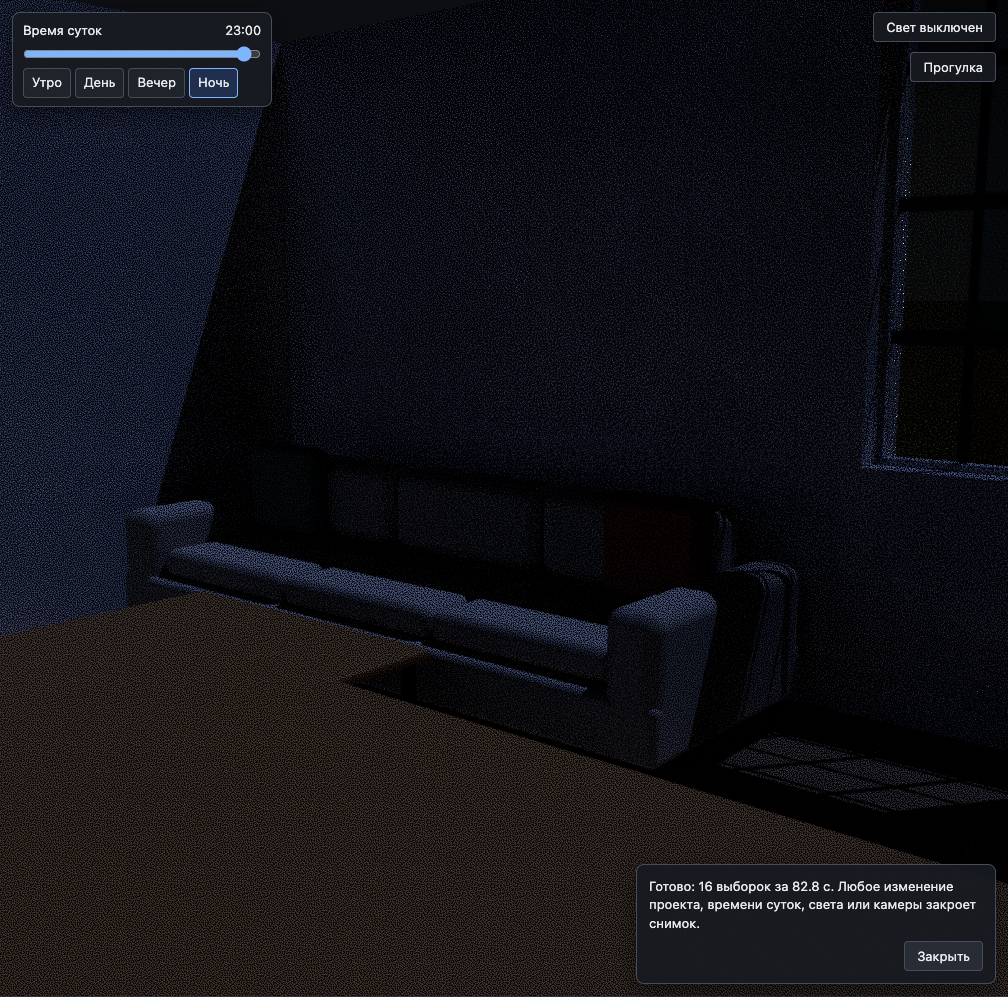 Время суток 23:00
Утро День Вечер Ночь
Свет выключен
Прогулка
Готово: 16 выборок за 82.8 с. Любое изменение
проекта, времени суток, света или камеры закроет
снимок.
Закрыть